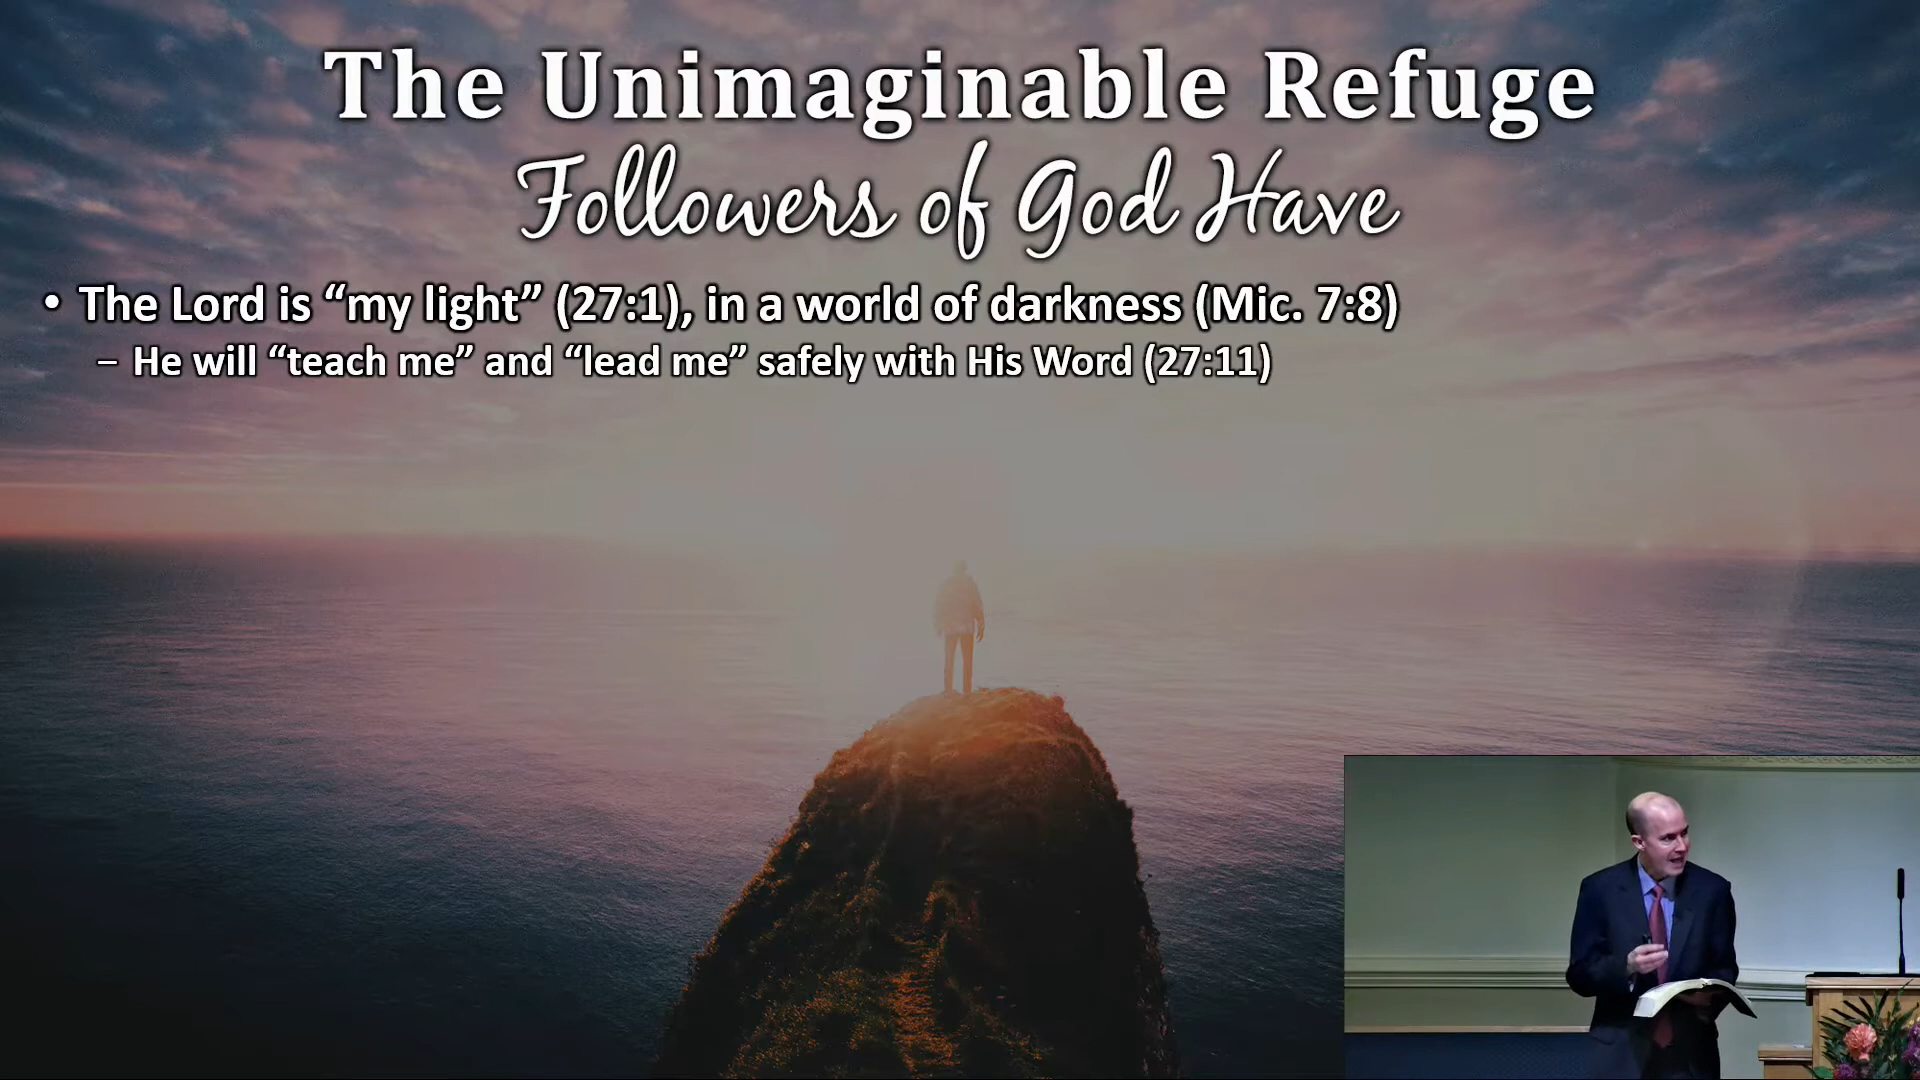 The Unimaginable Refuge
Followers of God Have
• The Lord is “my light” (27:1), in a world of darkness (Mic. 7:8)
– He will “teach me” and “lead me” safely with His Word (27:11)